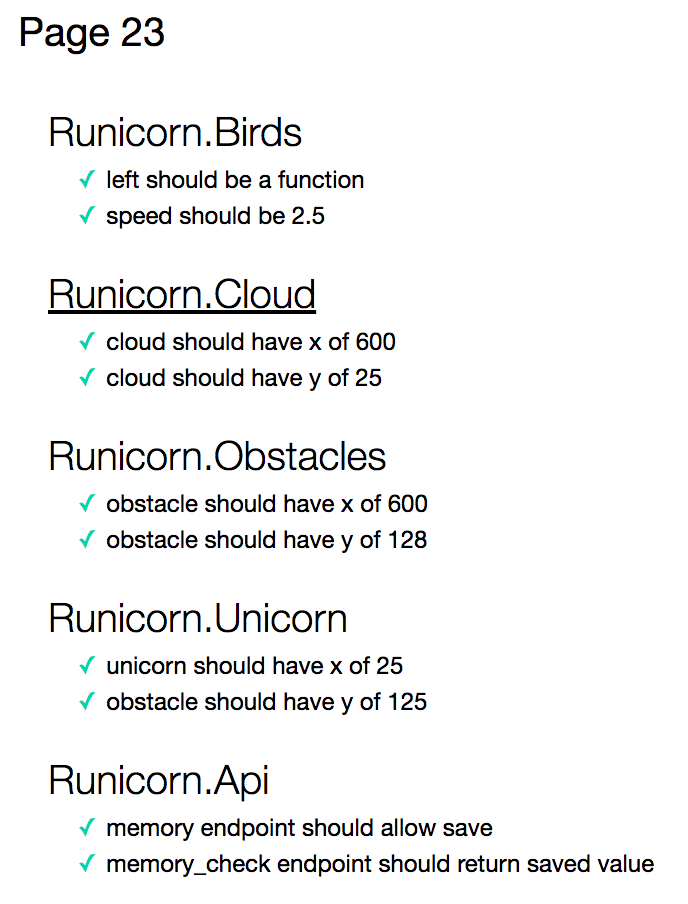 Page 23
Runicorn.Birds
✓ left should be a function
✓ speed should be 2.5
Runicorn.Cloud
✓ cloud should have x of 600
✓ cloud should have y of 25
Runicorn.Obstacles
✓ obstacle should have x of 600
✓ obstacle should have y of 128
Runicorn.Unicorn
✓ unicorn should have x of 25
✓ obstacle should have y of 125
Runicorn.Api
✓ memory endpoint should allow save
✓ memory_check endpoint should return saved value